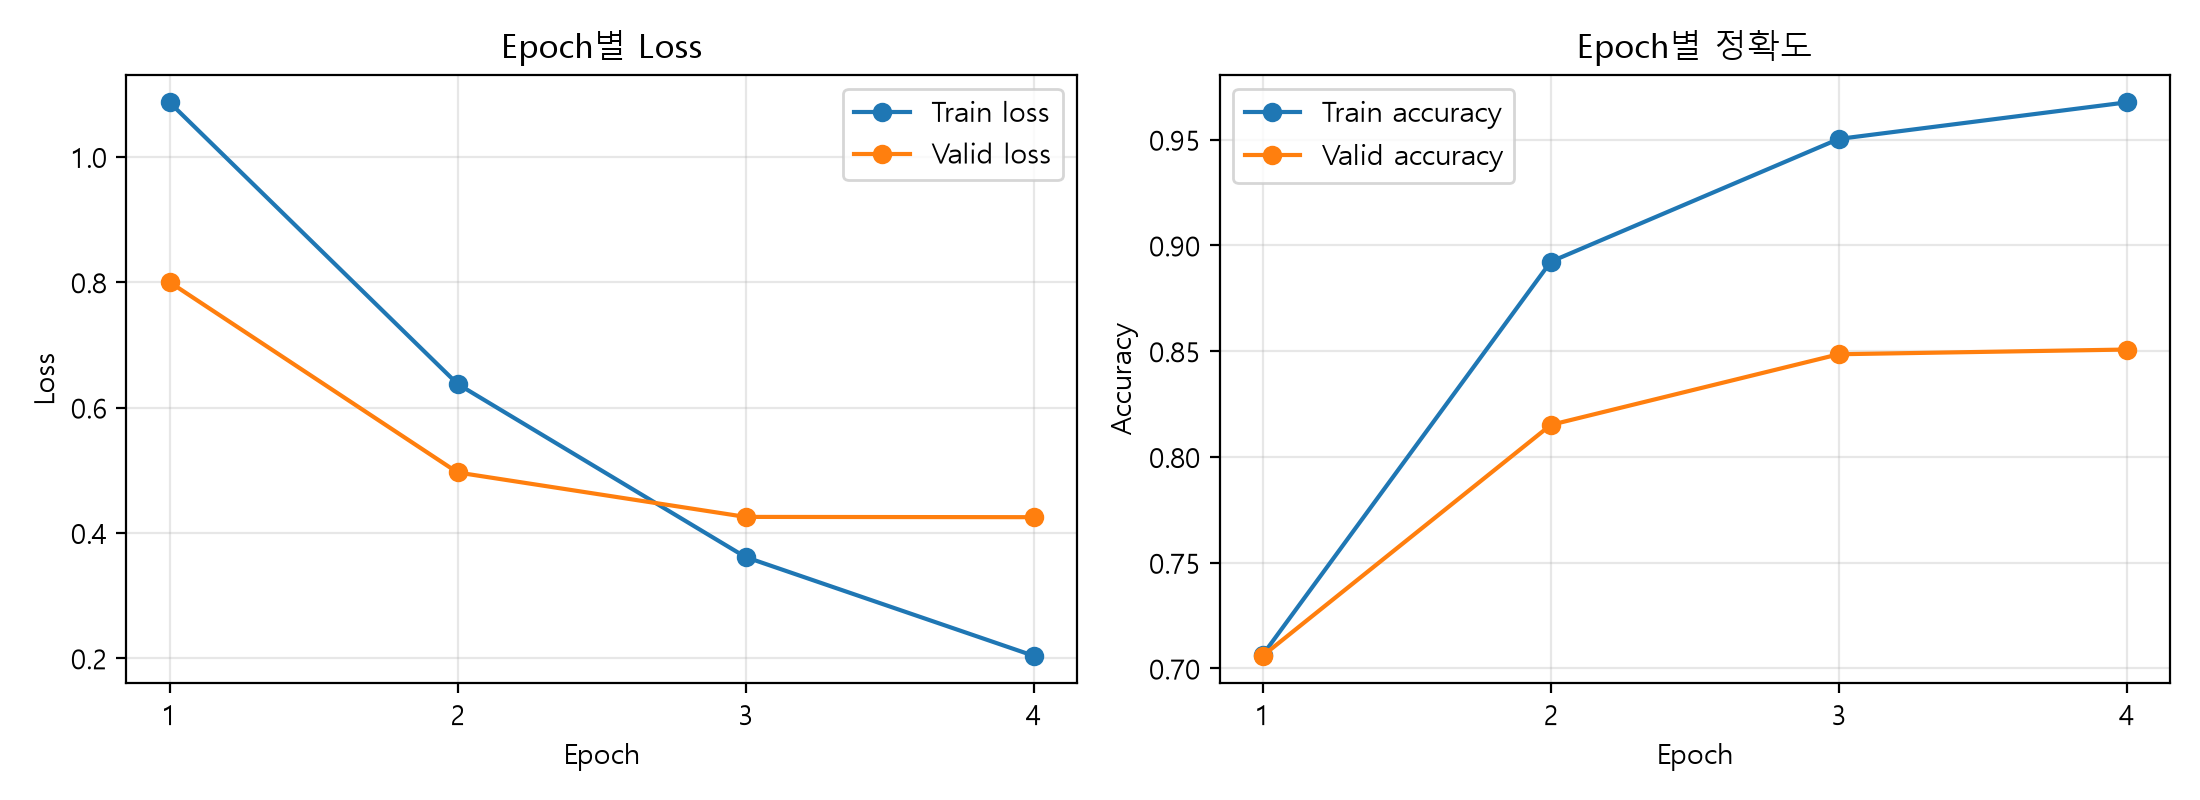 Epoch별 Loss
Train loss
Valid loss
1.0
0.8
0.6
0.4
0.2
Loss
1 2 3 4
Epoch
Epoch별 정확도
Train accuracy
Valid accuracy
0.95
0.90
0.85
0.80
0.75
0.70
Accuracy
1 2 3 4
Epoch